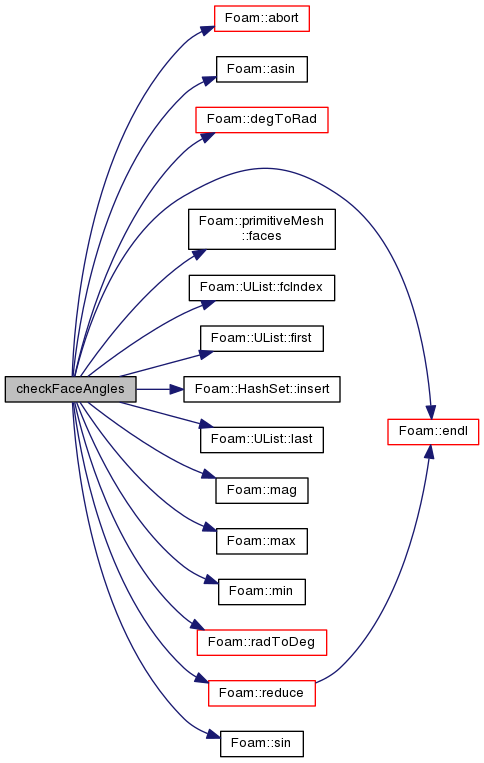 Foam::abort
Foam::asin
Foam::degToRad
Foam::primitiveMesh
::faces
Foam::UList::fcIndex
Foam::UList::first
checkFaceAngles
Foam::HashSet::insert
Foam::endl
Foam::UList::last
Foam::mag
Foam::max
Foam::min
Foam::radToDeg
Foam::reduce
Foam::sin